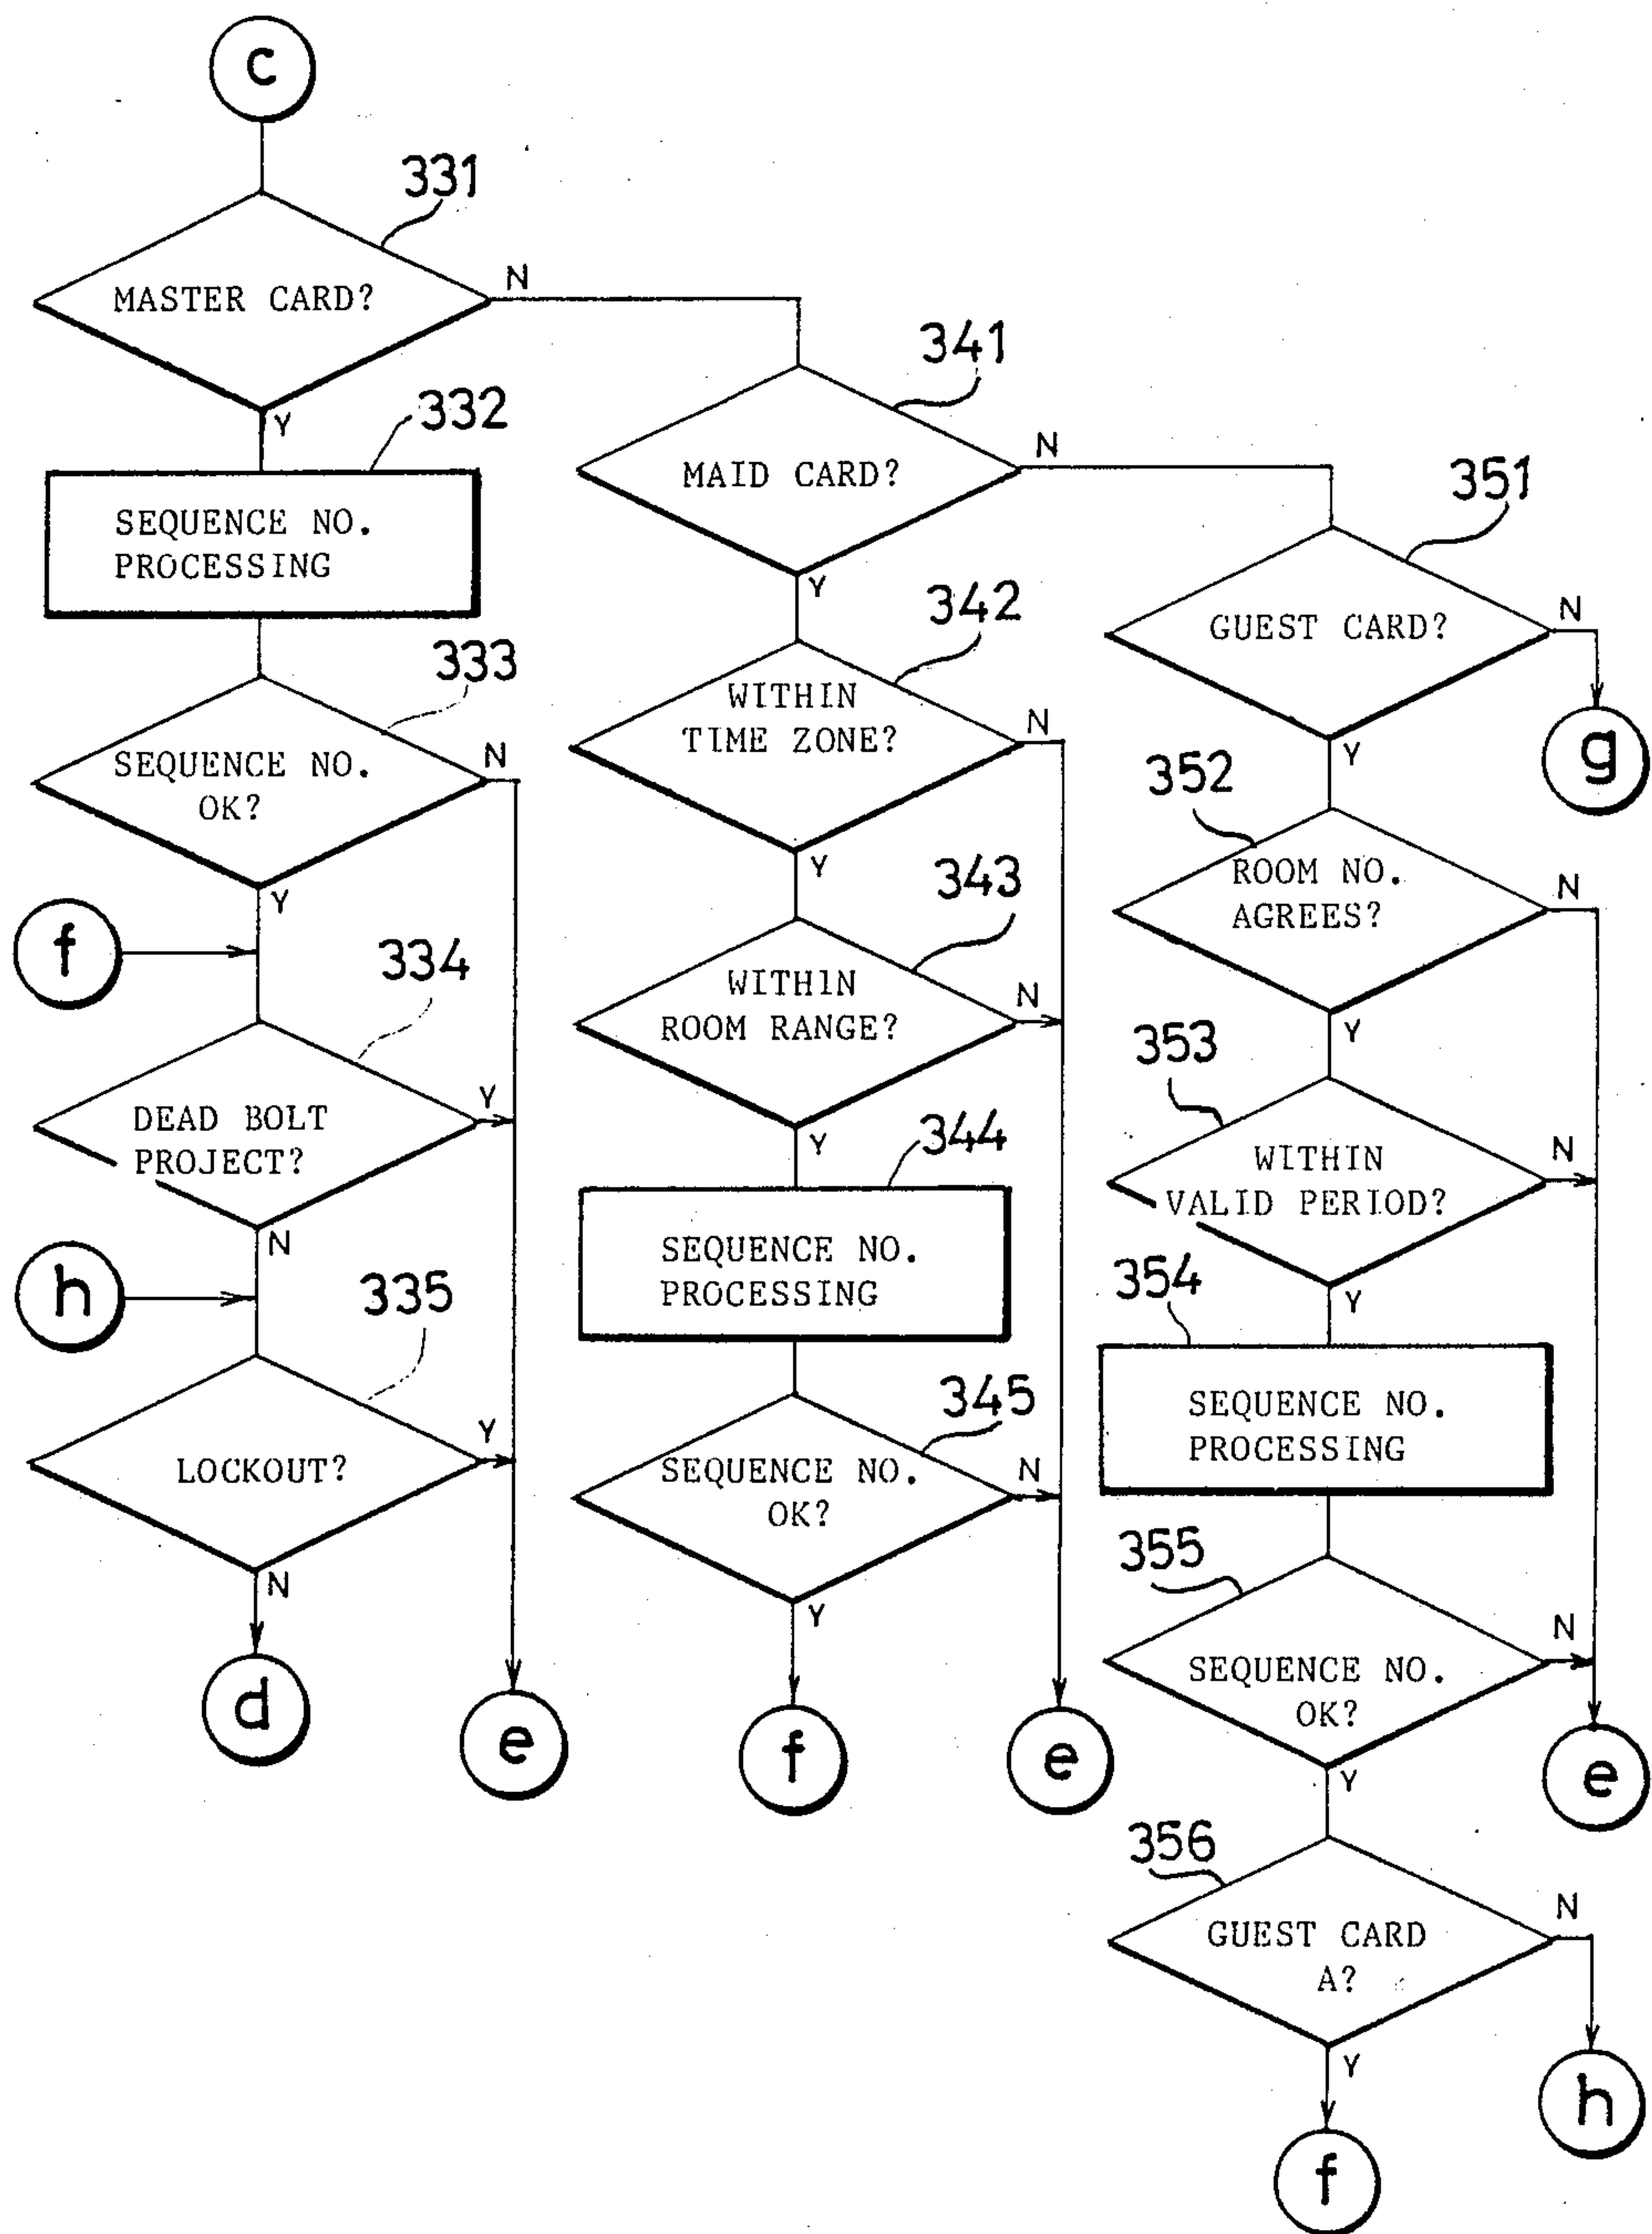 c
331
MASTER CARD?
N
Y
332
SEQUENCE NO.
PROCESSING
333
SEQUENCE NO.
OK?
N
Y
f
334
DEAD BOLT
PROJECT?
Y
N
h
335
LOCKOUT?
Y
N
d
e
341
MAID CARD?
N
Y
342
WITHIN
TIME ZONE?
N
Y
343
WITHIN
ROOM RANGE?
N
Y
344
SEQUENCE NO.
PROCESSING
345
SEQUENCE NO.
OK?
N
Y
f
e
351
GUEST CARD?
N
Y
g
352
ROOM NO.
AGREES?
N
Y
353
WITHIN
VALID PERIOD?
N
Y
354
SEQUENCE NO.
PROCESSING
355
SEQUENCE NO.
OK?
N
Y
e
356
GUEST CARD
A?
N
Y
h
f